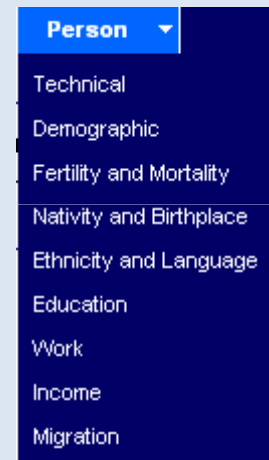 Person
Technical
Demographic
Fertility and Mortality
Nativity and Birthplace
Ethnicity and Language
Education
Work
Income
Migration